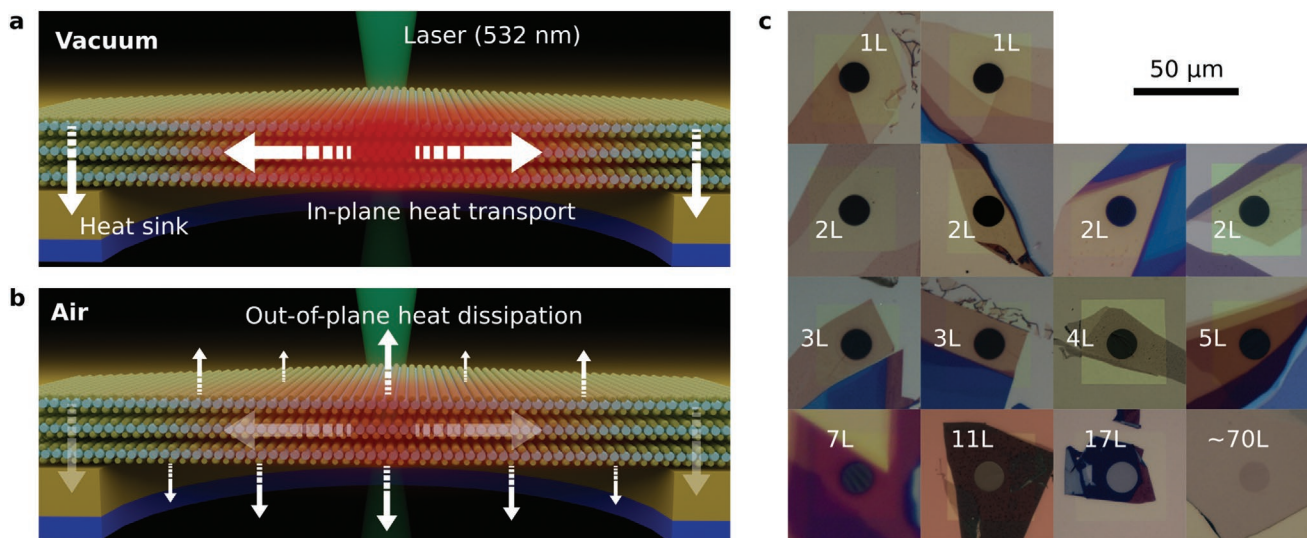 a
Vacuum
Laser (532 nm)
Heat sink
In-plane heat transport
b
Air
Out-of-plane heat dissipation
c
1L
1L
50 μm
2L
2L
2L
2L
3L
3L
4L
5L
7L
11L
17L
~70L